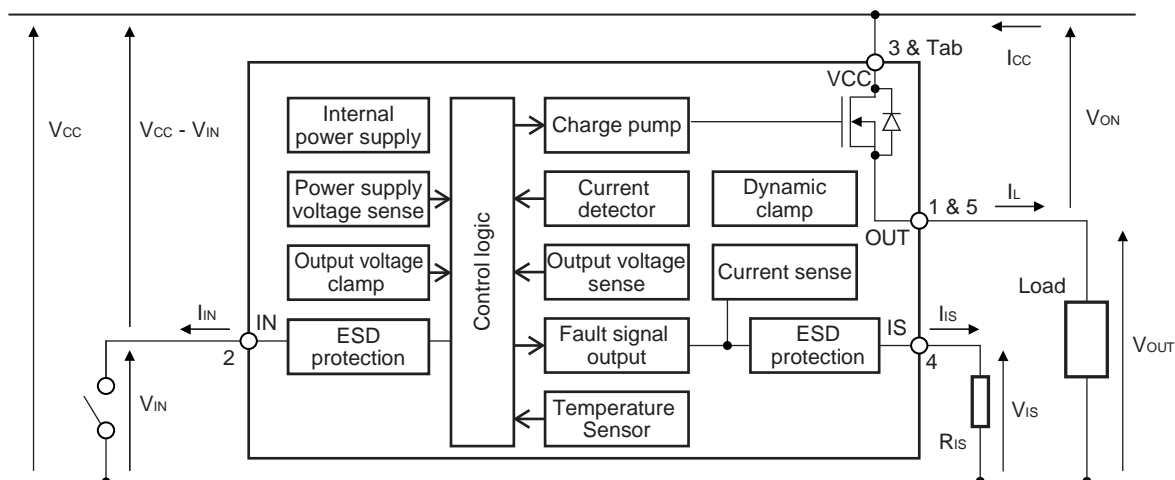 3 & Tab
ICC
VCC
VCC
VCC - VIN
VON
Internal
power supply
Charge pump
Power supply
voltage sense
Current
detector
Dynamic
clamp
IL
1 & 5
OUT
Control logic
Output voltage
clamp
Output voltage
sense
Current sense
Load
IIN
IN
2
ESD
protection
Fault signal
output
ESD
protection
IS
4
IIS
VOUT
VIN
Temperature
Sensor
RIS
VIS